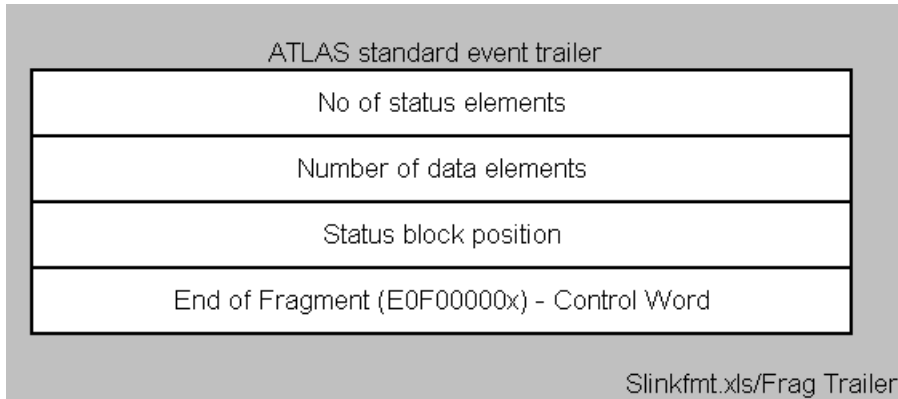 ATLAS standard event trailer
No of status elements
Number of data elements
Status block position
End of Fragment (E0F00000x) - Control Word
Slinkfmt.xls/Frag Trailer